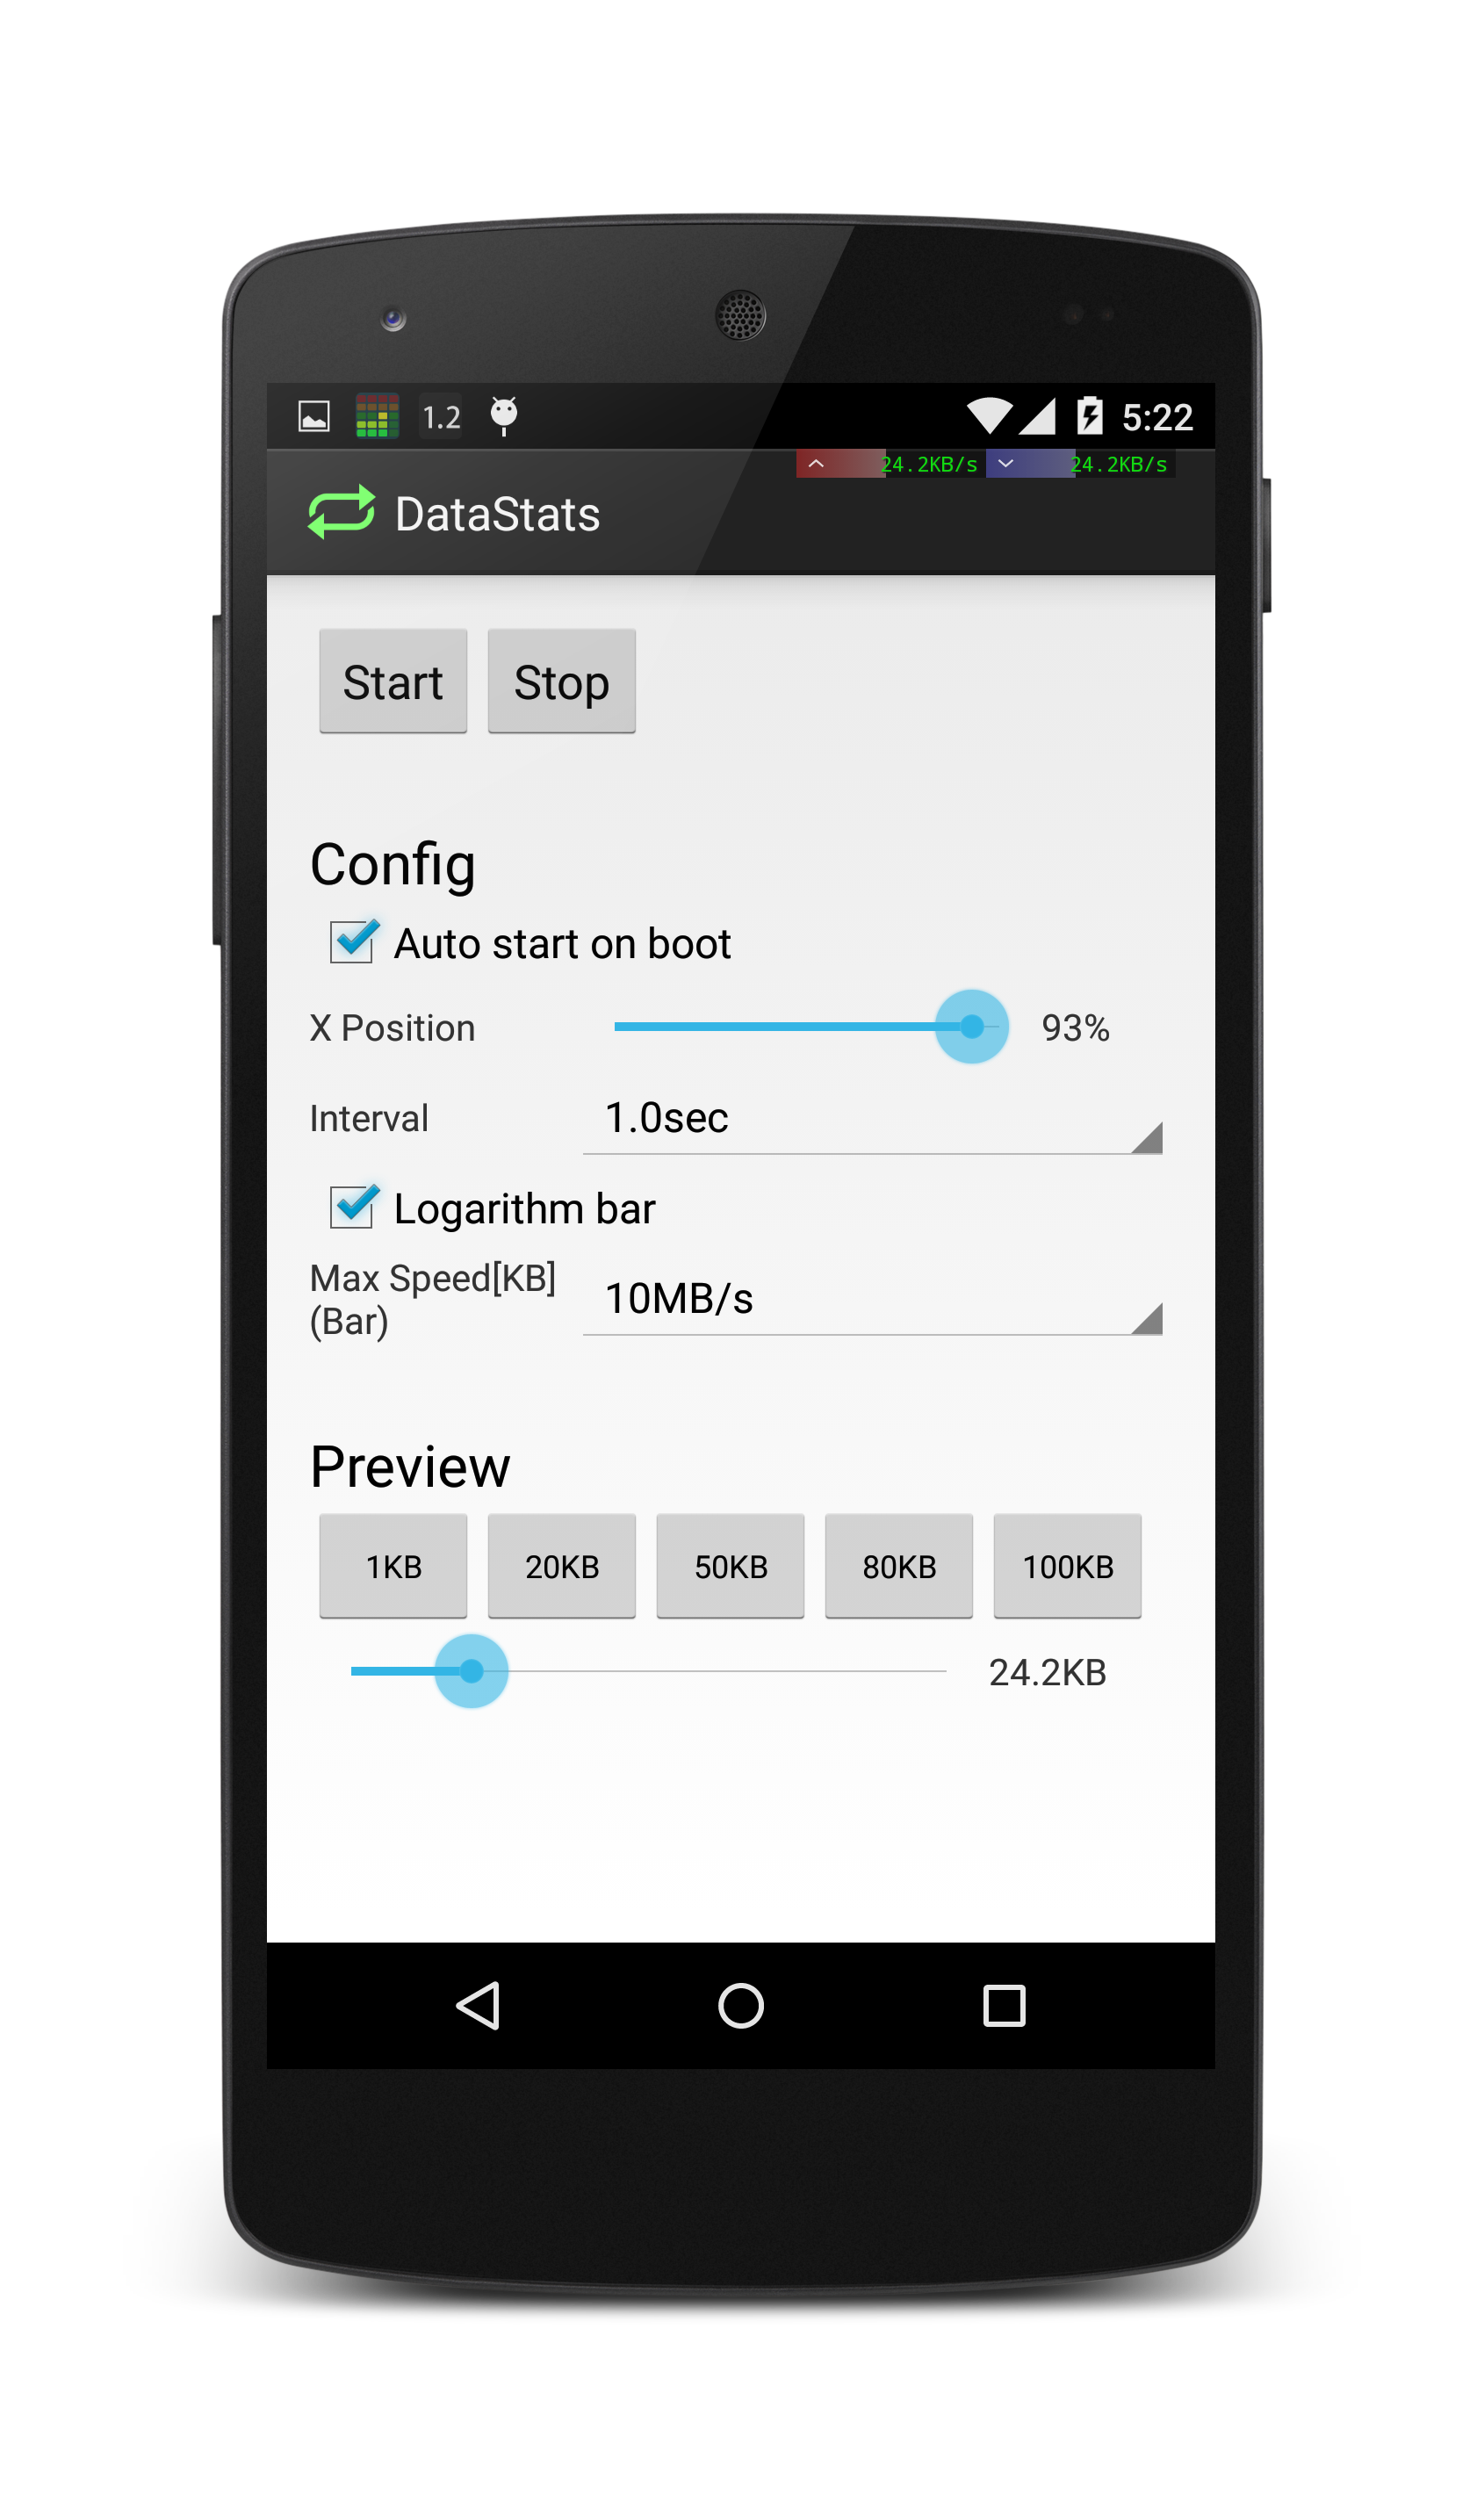 1.2 5:22
24.2KB/s 24.2KB/s
DataStats
Start Stop
Config
Auto start on boot
X Position 93%
Interval 1.0sec
Logarithm bar
Max Speed[KB]
(Bar) 10MB/s
Preview
1KB 20KB 50KB 80KB 100KB
24.2KB